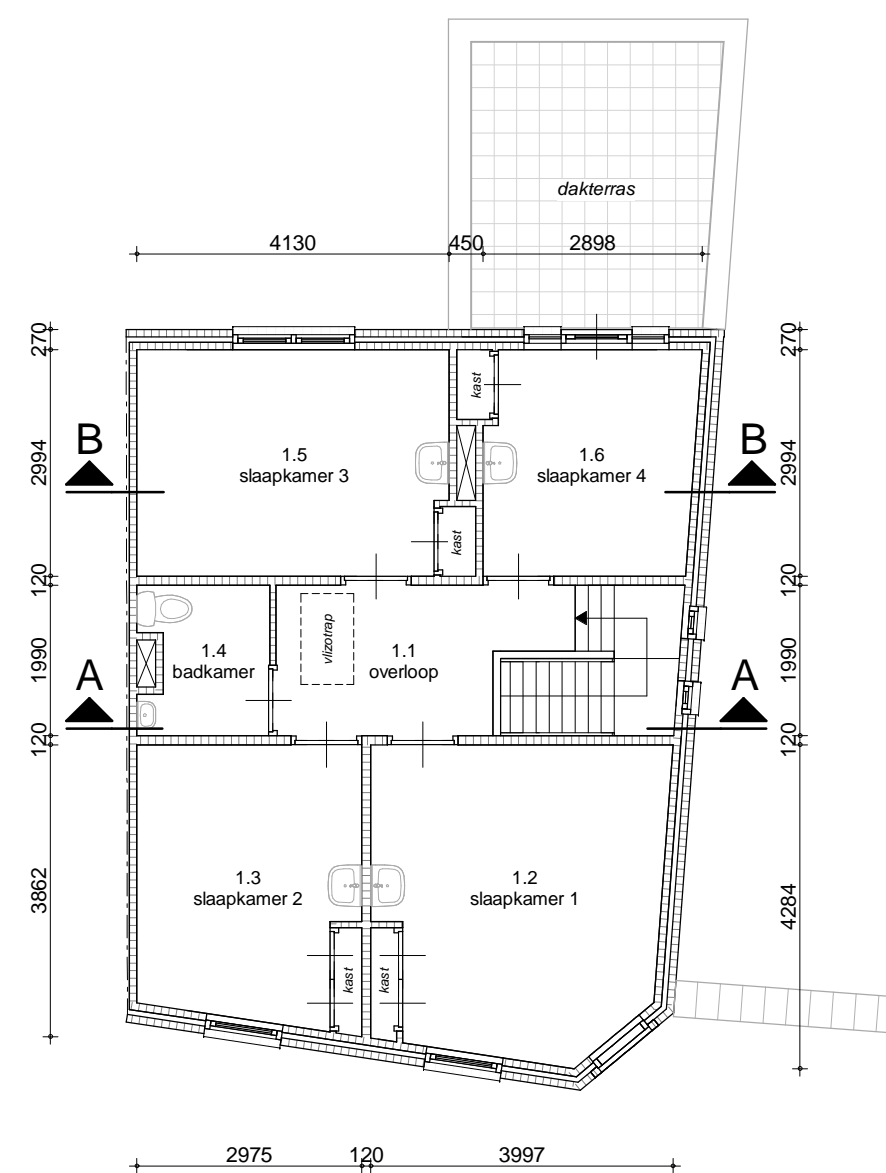 dakterras
4130
450
2898
270
270
kast
B
B
1.5
slaapkamer 3
1.6
slaapkamer 4
2994
2994
kast
120
120
vlizotrap
1.4
badkamer
1.1
overloop
1990
1990
A
A
120
120
1.3
slaapkamer 2
1.2
slaapkamer 1
3862
4284
kast
kast
2975
120
3997